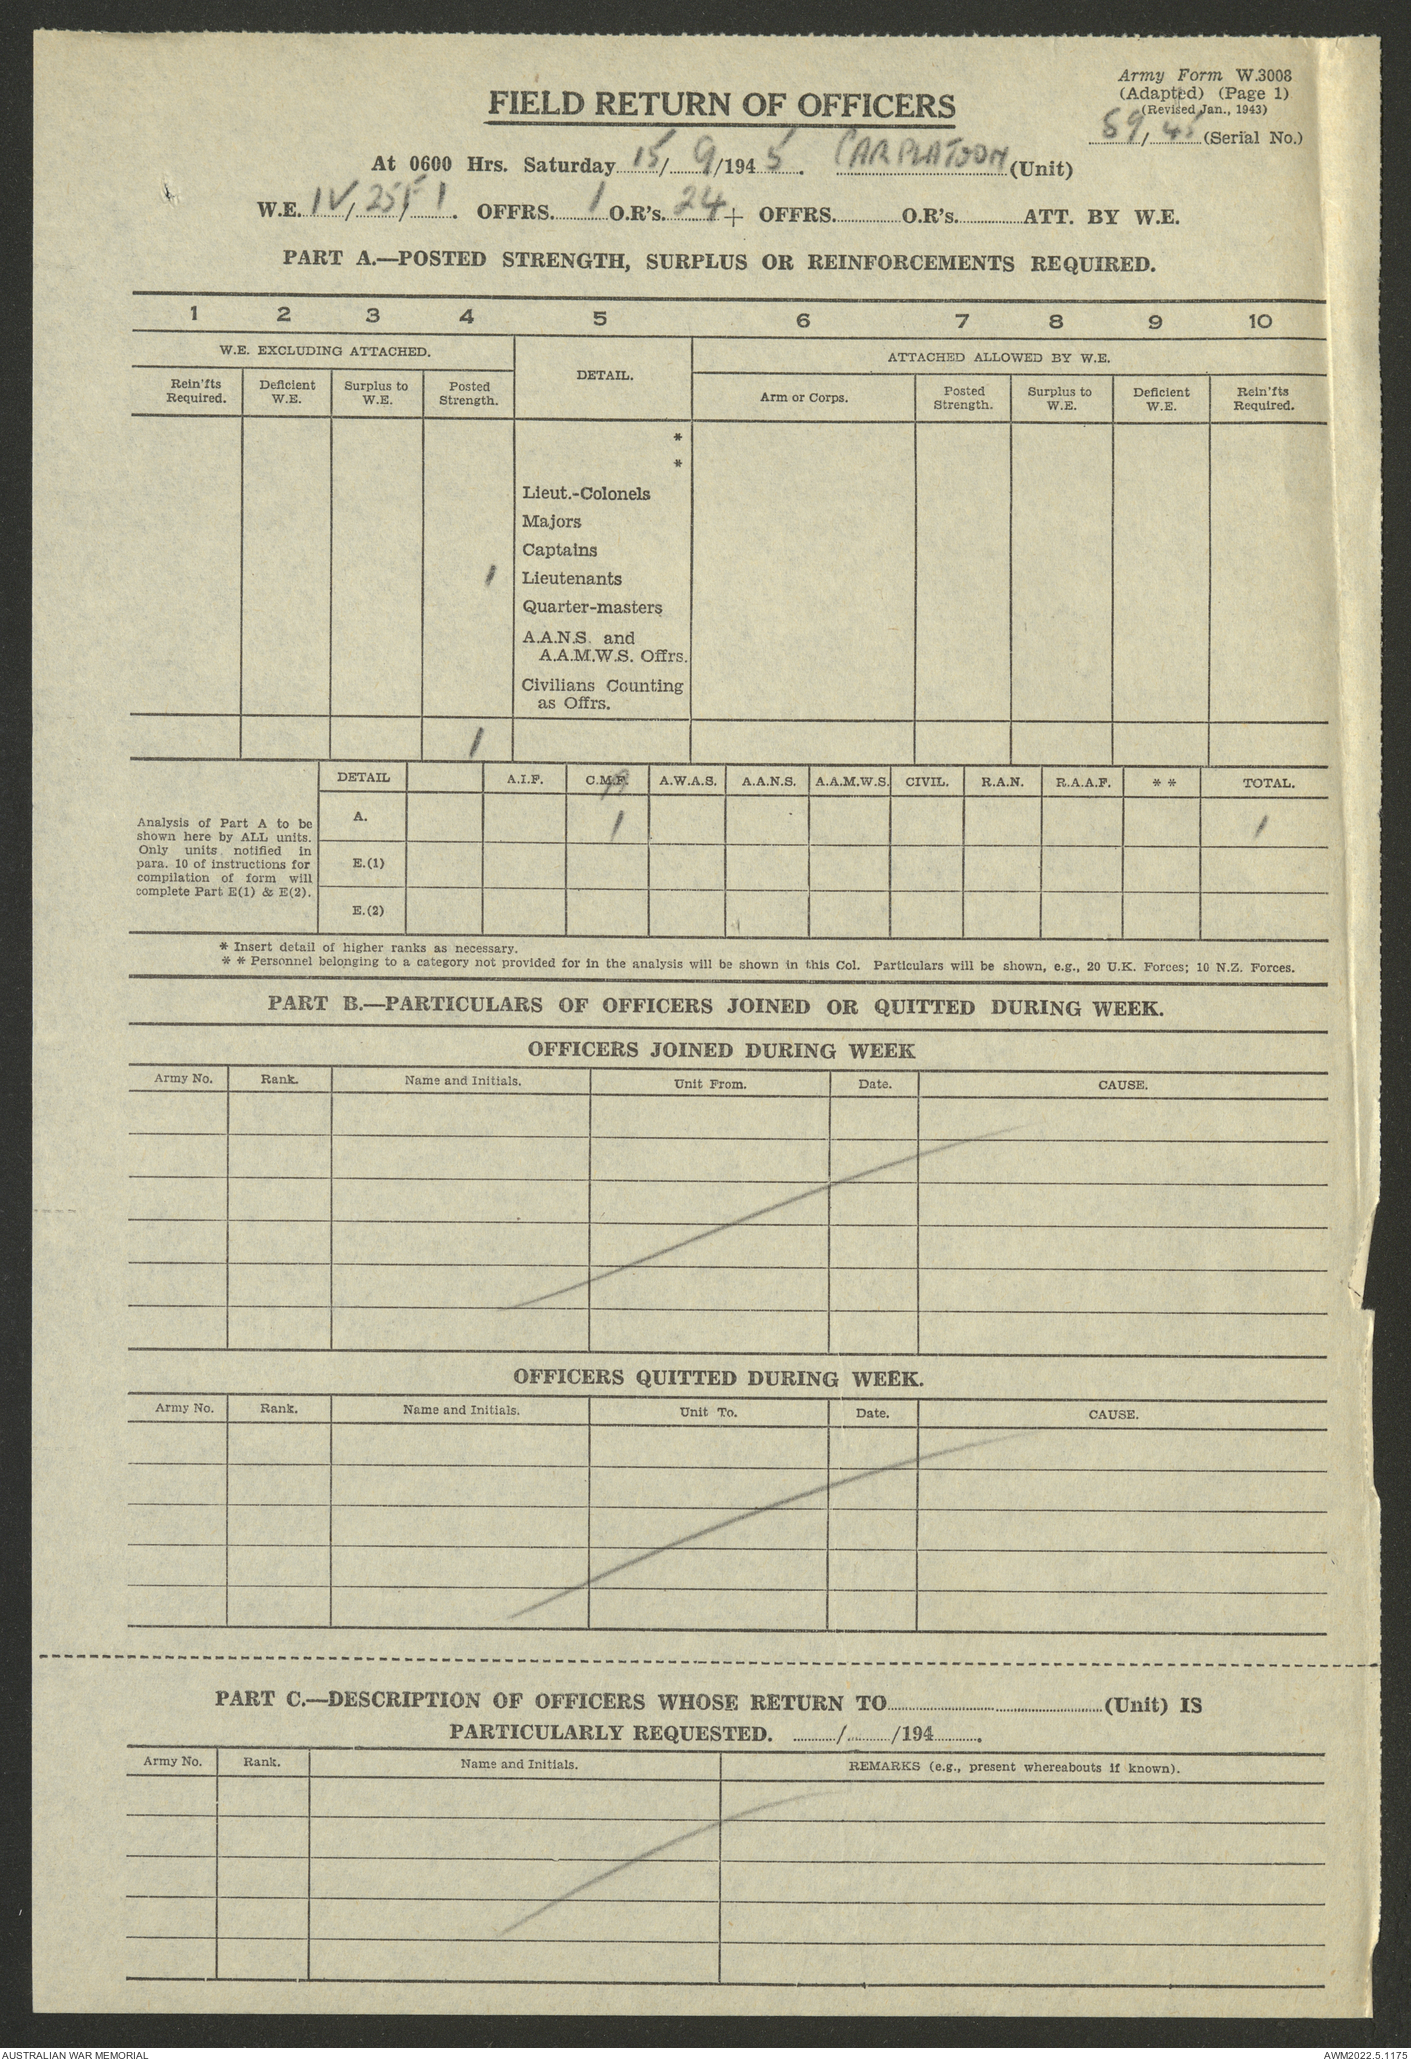 Army Form W.3008
(Adapted) (Page 1)
(Revised Jan., 1943)
FIELD RETURN OF OFFICERS
59/45 (Serial No.)
At 0600 Hrs. Saturday 15/9/1945. CAR PLATOON (Unit)
W.E. IV/25F/1. OFFRS. 1 O.R's. 24 + OFFRS. O.R's. ATT. BY W.E.
PART A.—POSTED STRENGTH, SURPLUS OR REINFORCEMENTS REQUIRED.
1 2 3 4 5 6 7 8 9 10
W.E. EXCLUDING ATTACHED. DETAIL. ATTACHED ALLOWED BY W.E.
Rein'fts Required. Deficient W.E. Surplus to W.E. Posted Strength. Arm or Corps. Posted Strength. Surplus to W.E. Deficient W.E. Rein'fts Required.
*
*
Lieut.-Colonels
Majors
Captains
1 Lieutenants
Quarter-masters
A.A.N.S. and
A.A.M.W.S. Offrs.
Civilians Counting
as Offrs.
1
DETAIL A.I.F. C.M.F. A.W.A.S. A.A.N.S. A.A.M.W.S. CIVIL. R.A.N. R.A.A.F. * * TOTAL.
Analysis of Part A to be
shown here by ALL units.
Only units notified in
para. 10 of instructions for
compilation of form will
complete Part E(1) & E(2).
A. 1 1
E.(1)
E.(2)
* Insert detail of higher ranks as necessary.
* * Personnel belonging to a category not provided for in the analysis will be shown in this Col. Particulars will be shown, e.g., 20 U.K. Forces; 10 N.Z. Forces.
PART B.—PARTICULARS OF OFFICERS JOINED OR QUITTED DURING WEEK.
OFFICERS JOINED DURING WEEK
Army No. Rank. Name and Initials. Unit From. Date. CAUSE.
OFFICERS QUITTED DURING WEEK.
Army No. Rank. Name and Initials. Unit To. Date. CAUSE.
PART C.—DESCRIPTION OF OFFICERS WHOSE RETURN TO (Unit) IS
PARTICULARLY REQUESTED. / /194 .
Army No. Rank. Name and Initials. REMARKS (e.g., present whereabouts if known).
AUSTRALIAN WAR MEMORIAL AWM2022.5.1175